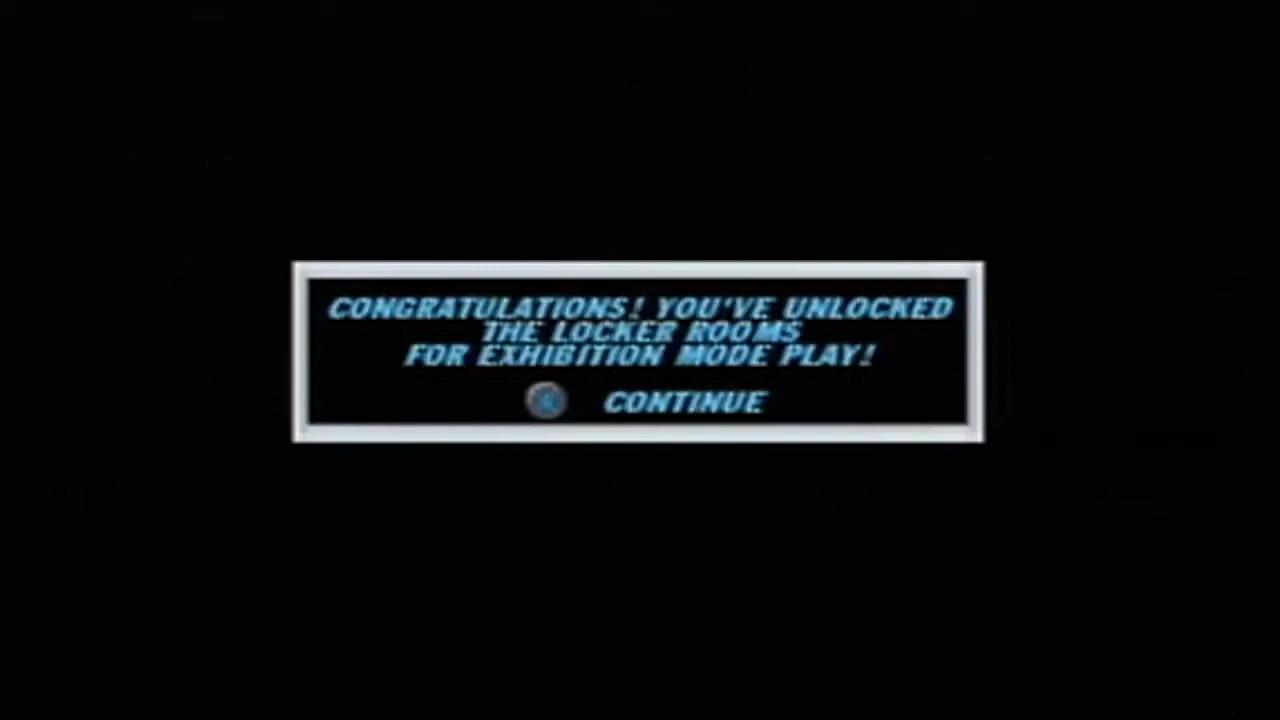 CONGRATULATIONS! YOU'VE UNLOCKED
THE LOCKER ROOMS
FOR EXHIBITION MODE PLAY!
CONTINUE